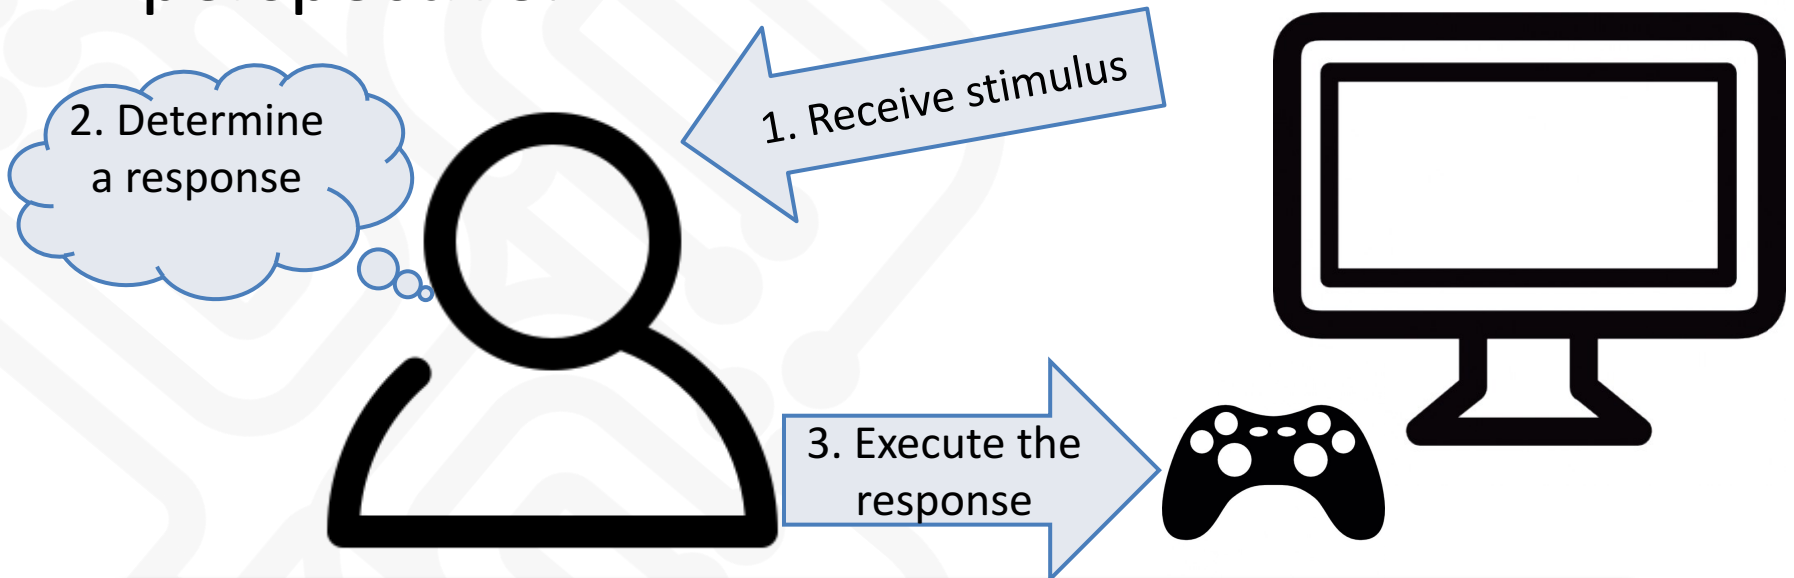 1. Receive stimulus
2. Determine
a response
3. Execute the
response